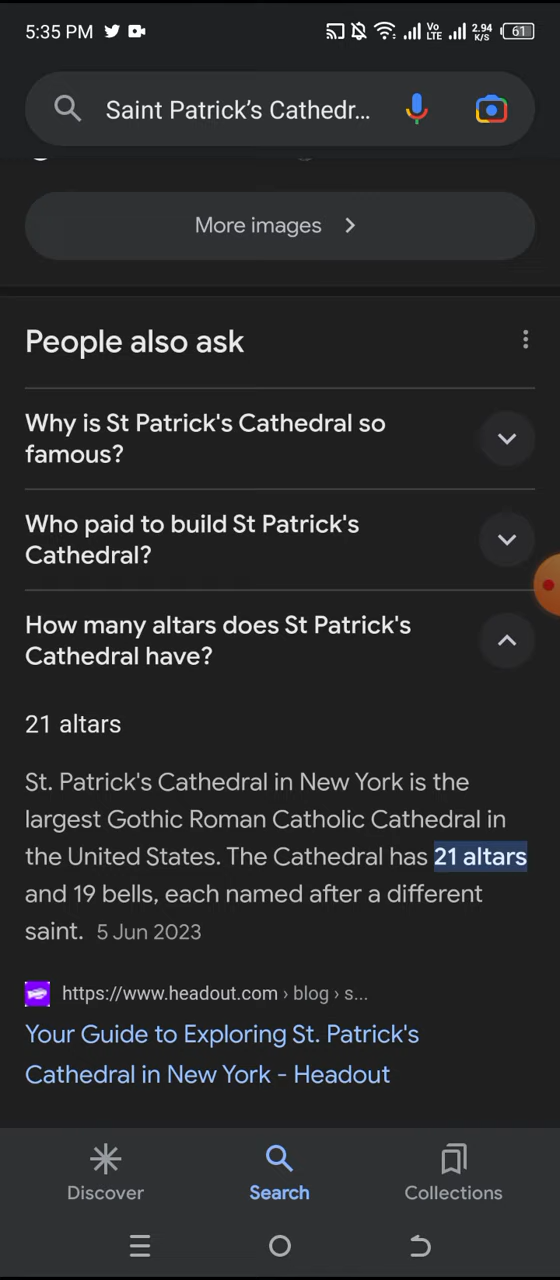 5:35 PM
Vo LTE 2.94 K/S 61
Saint Patrick’s Cathedr...
More images
People also ask
Why is St Patrick's Cathedral so
famous?
Who paid to build St Patrick's
Cathedral?
How many altars does St Patrick's
Cathedral have?
21 altars
St. Patrick's Cathedral in New York is the
largest Gothic Roman Catholic Cathedral in
the United States. The Cathedral has 21 altars
and 19 bells, each named after a different
saint. 5 Jun 2023
https://www.headout.com › blog › s...
Your Guide to Exploring St. Patrick's
Cathedral in New York - Headout
Discover Search Collections